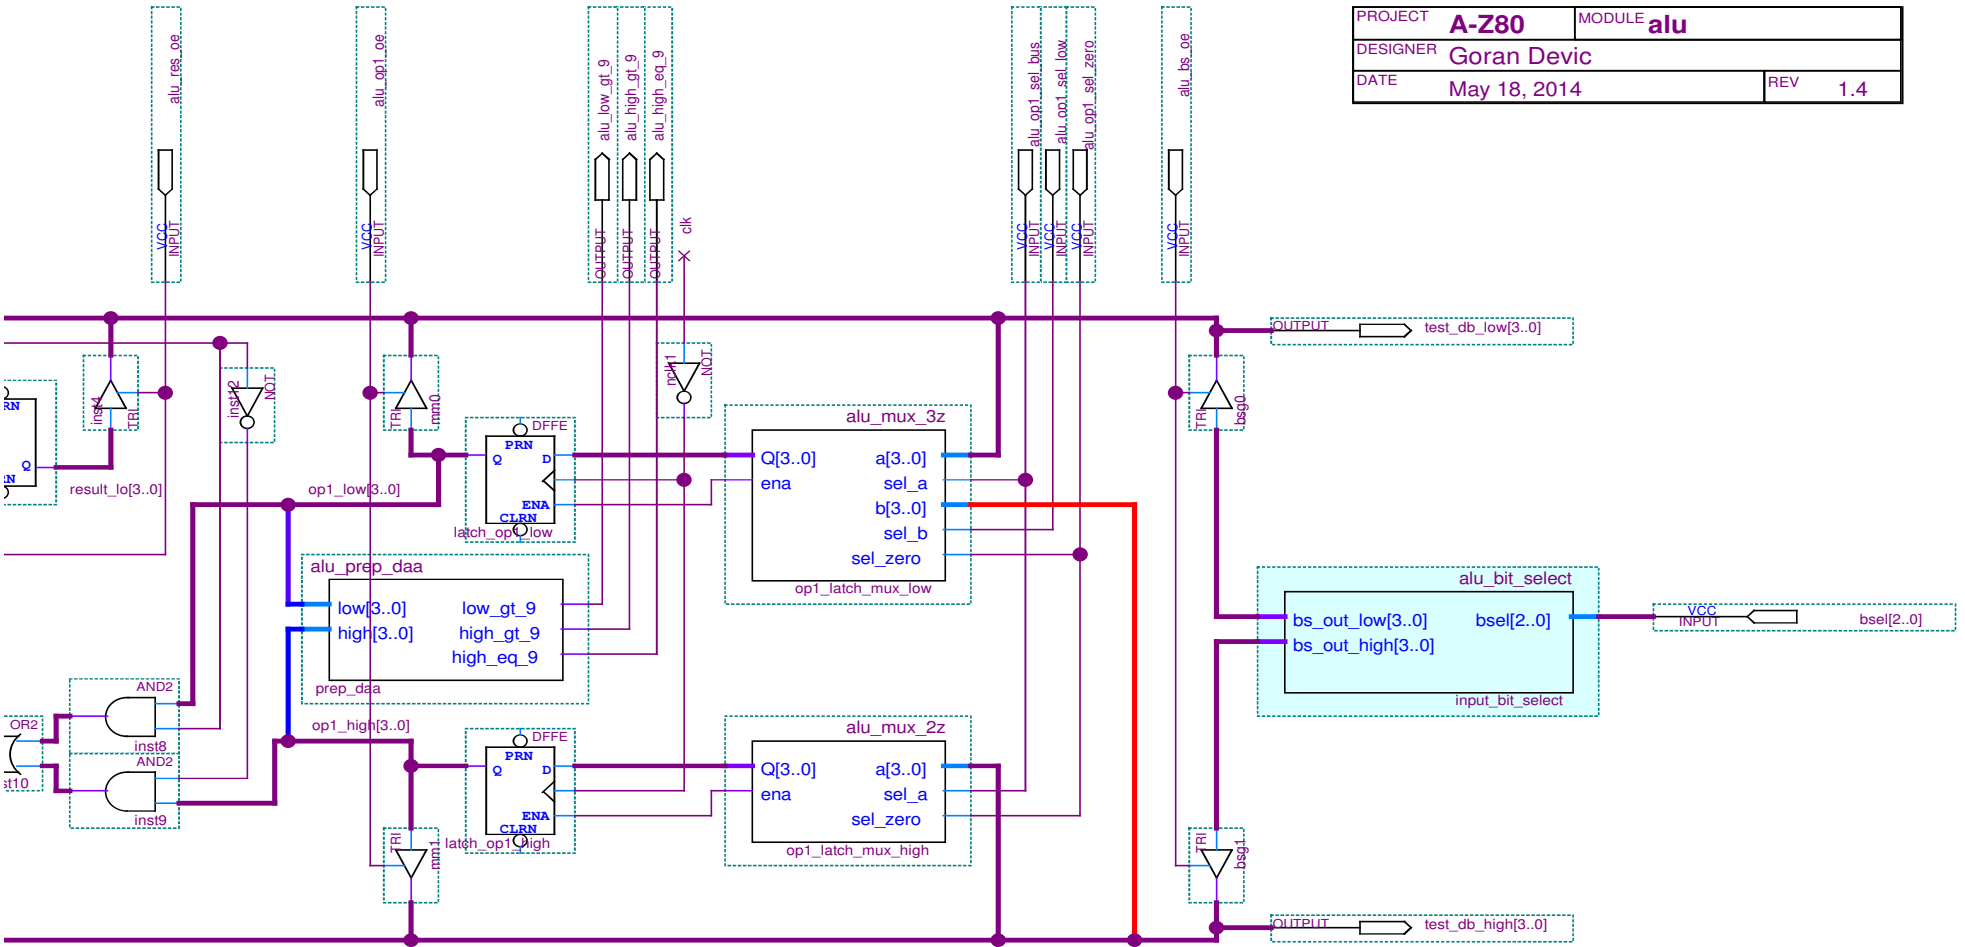 PROJECT A-Z80 MODULE alu
DESIGNER Goran Devic
DATE May 18, 2014 REV 1.4
alu_res_oe
VCC
INPUT
alu_op1_oe
VCC
INPUT
alu_low_gt_9
OUTPUT
alu_high_gt_9
OUTPUT
alu_high_eq_9
OUTPUT
clk
alu_op1_sel_bus
VCC
INPUT
alu_op1_sel_low
VCC
INPUT
alu_op1_sel_zero
VCC
INPUT
alu_bs_oe
VCC
INPUT
OUTPUT test_db_low[3..0]
RN
Q
inst4
TRI
inst12
NOT
TRI
mm0
nclk1
NOT
TRI
bsg0
result_lo[3..0]
op1_low[3..0]
DFFE
PRN
Q D
ENA
CLRN
latch_op1_low
alu_mux_3z
Q[3..0] a[3..0]
ena sel_a
b[3..0]
sel_b
sel_zero
op1_latch_mux_low
alu_prep_daa
low[3..0] low_gt_9
high[3..0] high_gt_9
high_eq_9
prep_daa
alu_bit_select
bs_out_low[3..0] bsel[2..0]
bs_out_high[3..0]
input_bit_select
VCC
INPUT bsel[2..0]
AND2
inst8
OR2
st10
AND2
inst9
op1_high[3..0]
DFFE
PRN
Q D
ENA
CLRN
latch_op1_high
alu_mux_2z
Q[3..0] a[3..0]
ena sel_a
sel_zero
op1_latch_mux_high
TRI
mm1
TRI
bsg1
OUTPUT test_db_high[3..0]